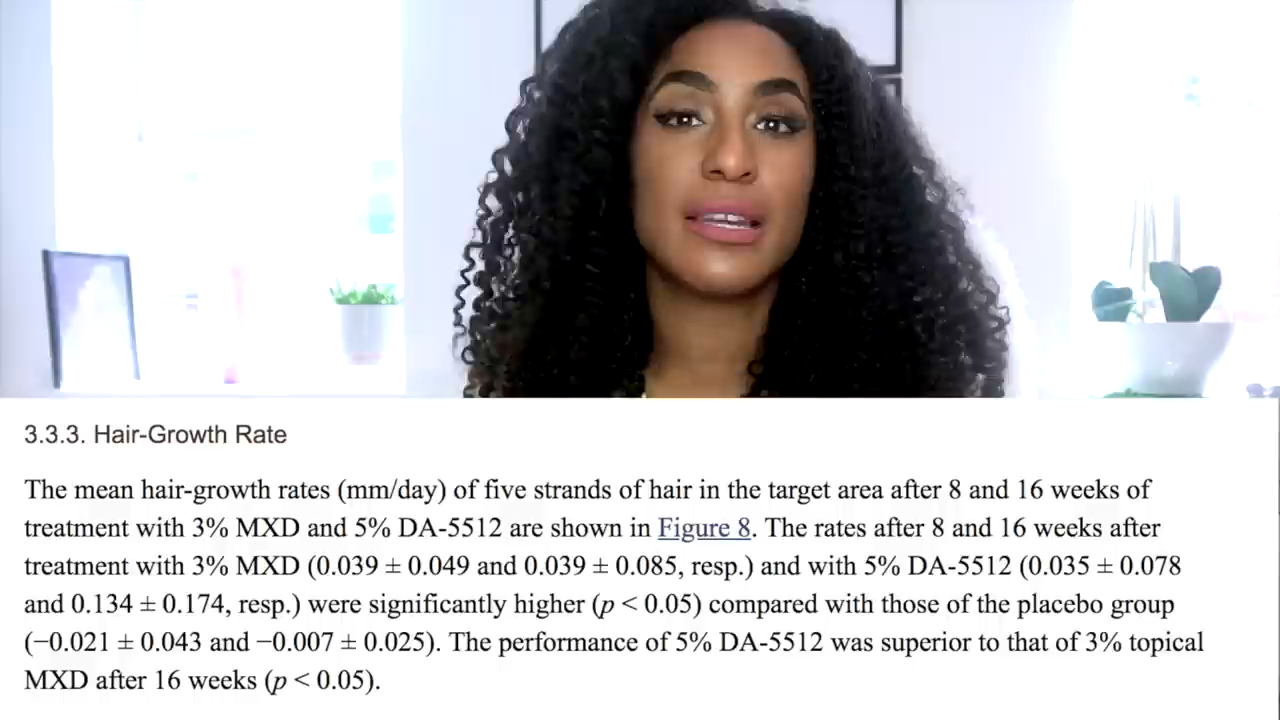 3.3.3. Hair-Growth Rate
The mean hair-growth rates (mm/day) of five strands of hair in the target area after 8 and 16 weeks of
treatment with 3% MXD and 5% DA-5512 are shown in Figure 8. The rates after 8 and 16 weeks after
treatment with 3% MXD (0.039 ± 0.049 and 0.039 ± 0.085, resp.) and with 5% DA-5512 (0.035 ± 0.078
and 0.134 ± 0.174, resp.) were significantly higher (p < 0.05) compared with those of the placebo group
(−0.021 ± 0.043 and −0.007 ± 0.025). The performance of 5% DA-5512 was superior to that of 3% topical
MXD after 16 weeks (p < 0.05).